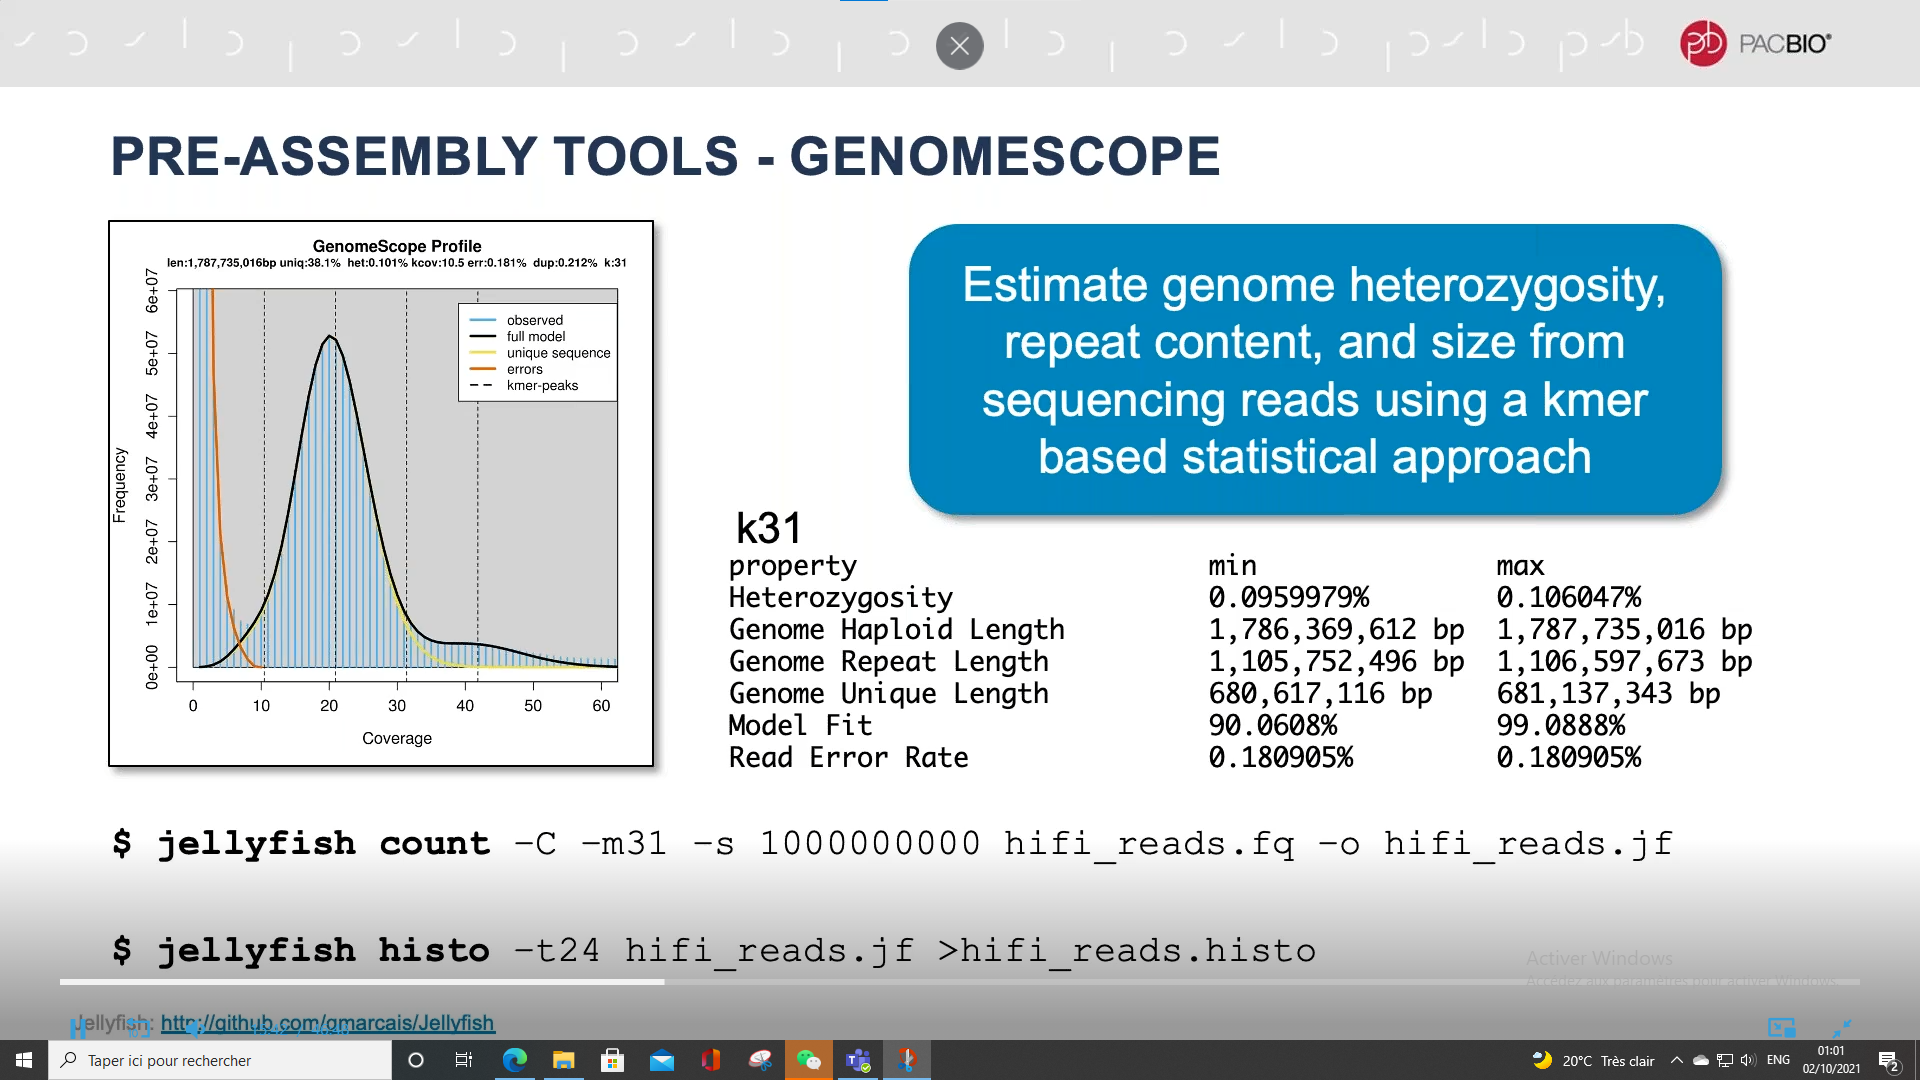 PACBIO®
PRE-ASSEMBLY TOOLS - GENOMESCOPE
GenomeScope Profile
len:1,787,735,016bp uniq:38.1% het:0.101% kcov:10.5 err:0.181% dup:0.212% k:31
observed
full model
unique sequence
errors
kmer-peaks
Frequency
0e+00 1e+07 2e+07 3e+07 4e+07 5e+07 6e+07
0 10 20 30 40 50 60
Coverage
Estimate genome heterozygosity,
repeat content, and size from
sequencing reads using a kmer
based statistical approach
k31
property min max
Heterozygosity 0.0959979% 0.106047%
Genome Haploid Length 1,786,369,612 bp 1,787,735,016 bp
Genome Repeat Length 1,105,752,496 bp 1,106,597,673 bp
Genome Unique Length 680,617,116 bp 681,137,343 bp
Model Fit 90.0608% 99.0888%
Read Error Rate 0.180905% 0.180905%
$ jellyfish count -C -m31 -s 1000000000 hifi_reads.fq -o hifi_reads.jf
$ jellyfish histo -t24 hifi_reads.jf >hifi_reads.histo
Activer Windows
Accédez aux paramètres pour activer Windows.
Jellyfish: http://github.com/gmarcais/Jellyfish
Taper ici pour rechercher
20°C Très clair
ENG
01:01
02/10/2021
2